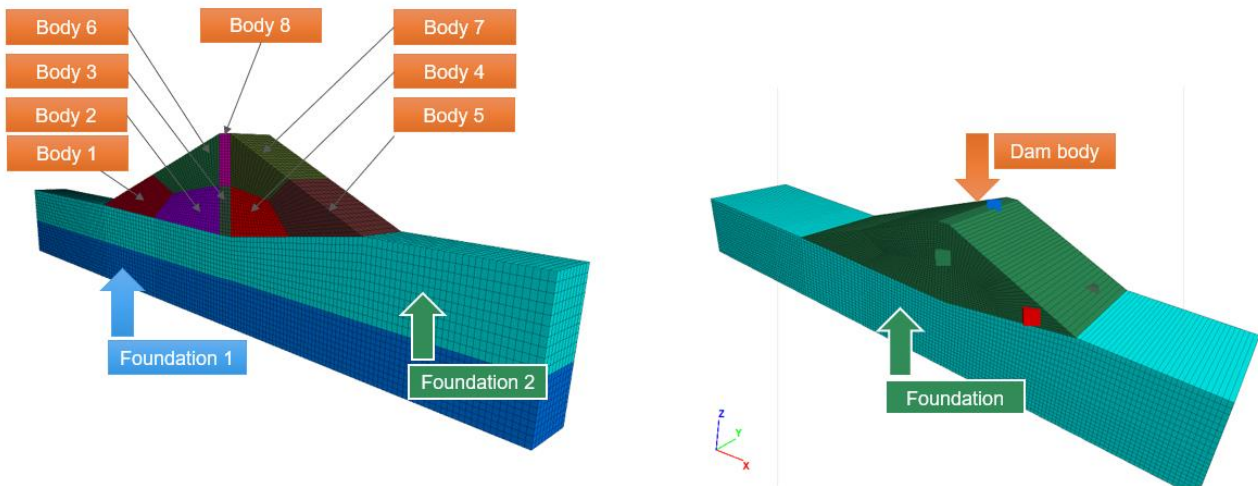 Body 6
Body 8
Body 7
Body 3
Body 4
Body 2
Body 5
Body 1
Foundation 1
Foundation 2
Dam body
Foundation
Z
Y
X